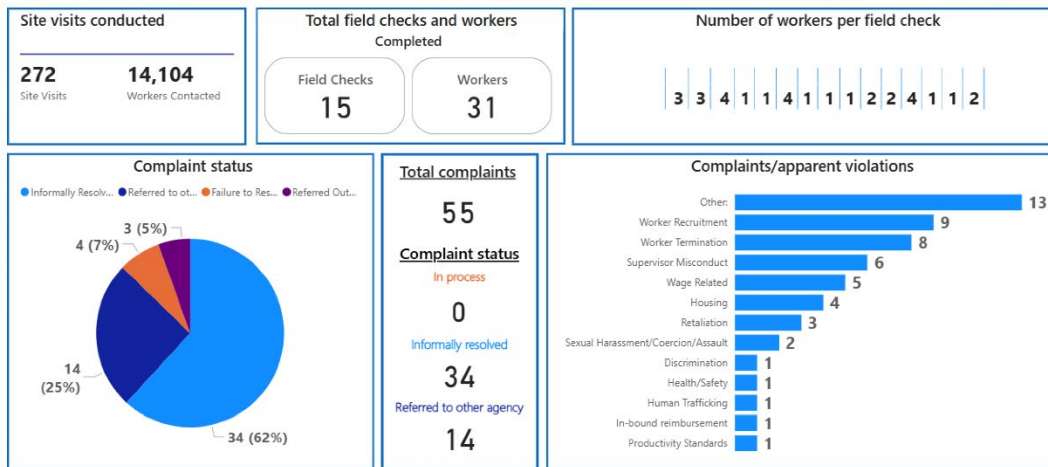 Site visits conducted
272
14,104
Site Visits
Workers Contacted
Total field checks and workers
Completed
Field Checks
Workers
15
31
Number of workers per field check
3 3 4 1 1 4 1 1 1 2 2 4 1 1 2
Complaint status
Informally Resolv... Referred to ot... Failure to Res... Referred Out...
3 (5%)
4 (7%)
14
(25%)
34 (62%)
Total complaints
55
Complaint status
In process
0
Informally resolved
34
Referred to other agency
14
Complaints/apparent violations
Other: 13
Worker Recruitment 9
Worker Termination 8
Supervisor Misconduct 6
Wage Related 5
Housing 4
Retaliation 3
Sexual Harassment/Coercion/Assault 2
Discrimination 1
Health/Safety 1
Human Trafficking 1
In-bound reimbursement 1
Productivity Standards 1